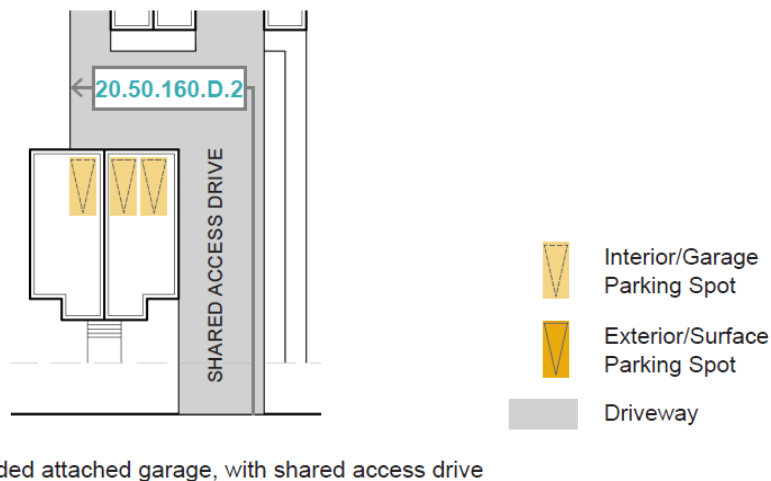 20.50.160.D.2
SHARED ACCESS DRIVE
Interior/Garage
Parking Spot
Exterior/Surface
Parking Spot
Driveway
ded attached garage, with shared access drive